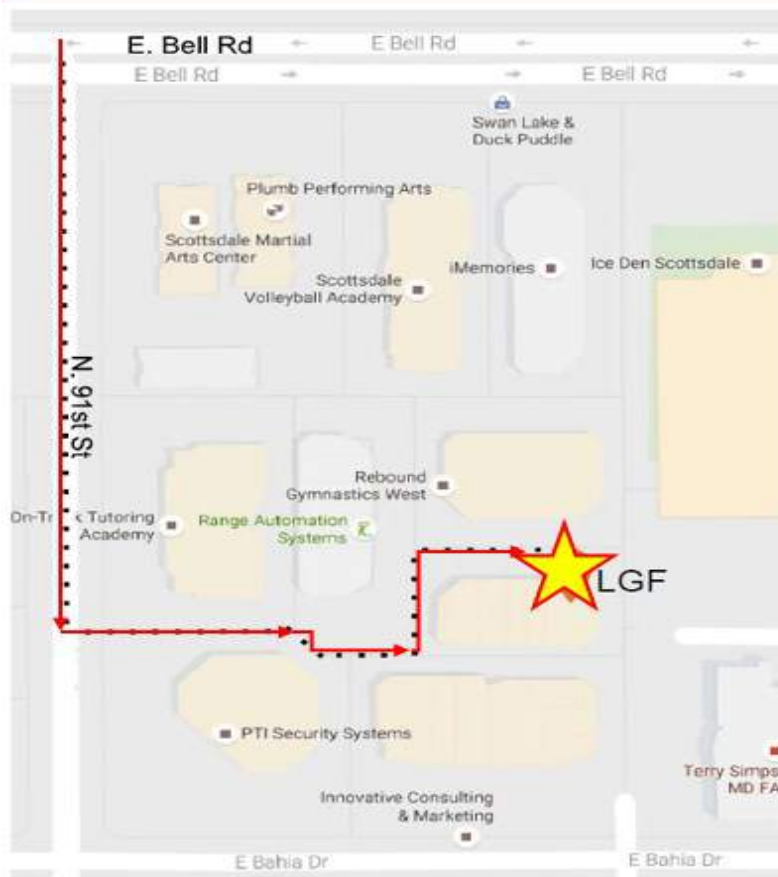 E. Bell Rd
E Bell Rd
E Bell Rd
E Bell Rd
Swan Lake &
Duck Puddle
Plumb Performing Arts
Scottsdale Martial
Arts Center
Scottsdale
Volleyball Academy
iMemories
Ice Den Scottsdale
N. 91st St
Rebound
Gymnastics West
On-Tr k Tutoring
Academy
Range Automation
Systems
LGF
PTI Security Systems
Terry Simps
MD FA
Innovative Consulting
& Marketing
E Bahia Dr
E Bahia Dr